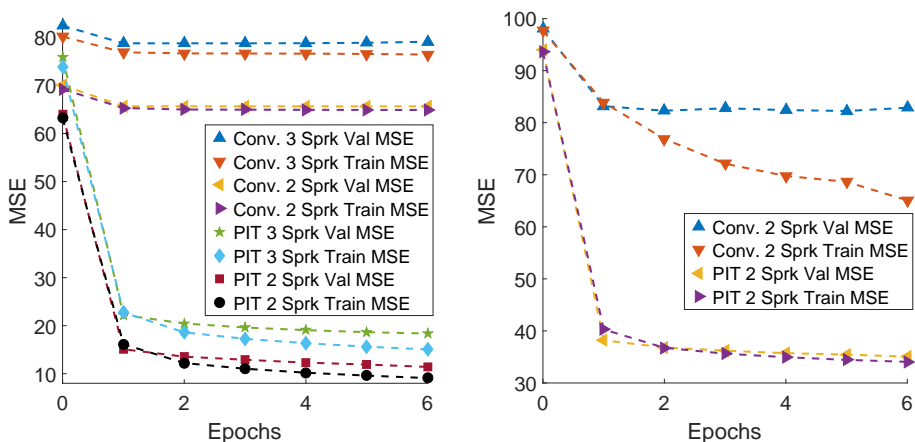 80
70
60
50
40
30
20
10
0
2
4
6
MSE
Epochs
Conv. 3 Sprk Val MSE
Conv. 3 Sprk Train MSE
Conv. 2 Sprk Val MSE
Conv. 2 Sprk Train MSE
PIT 3 Sprk Val MSE
PIT 3 Sprk Train MSE
PIT 2 Sprk Val MSE
PIT 2 Sprk Train MSE
100
90
80
70
60
50
40
30
0
2
4
6
MSE
Epochs
Conv. 2 Sprk Val MSE
Conv. 2 Sprk Train MSE
PIT 2 Sprk Val MSE
PIT 2 Sprk Train MSE